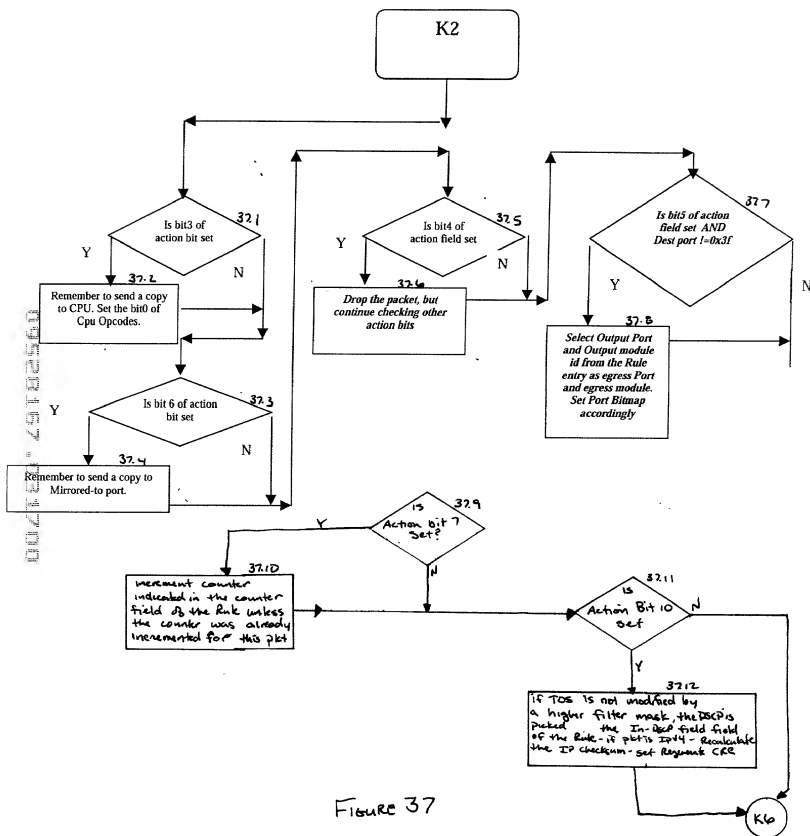 K2
37.1
Is bit3 of
action bit set
Y
N
37.2
Remember to send a copy
to CPU. Set the bit0 of
Cpu Opcodes.
37.3
Is bit 6 of action
bit set
Y
N
37.4
Remember to send a copy to
Mirrored-to port.
37.5
Is bit4 of
action field set
Y
N
37.6
Drop the packet, but
continue checking other
action bits
37.7
Is bit5 of action
field set AND
Dest port !=0x3f
Y
N
37.8
Select Output Port
and Output module
id from the Rule
entry as egress Port
and egress module.
Set Port Bitmap
accordingly
37.9
is
Action bit 7
set?
Y
N
37.10
increment counter
indicated in the counter
field of the Rule unless
the counter was already
incremented for this pkt
37.11
is
Action Bit 10
set
N
Y
37.12
if TOS is not modified by
a higher filter mask, the DSCP is
picked the In-DSCP field field
of the Rule - if pkt is IPv4 - Recalculate
the IP checksum - set Regenerate CRC
K6
FIGURE 37